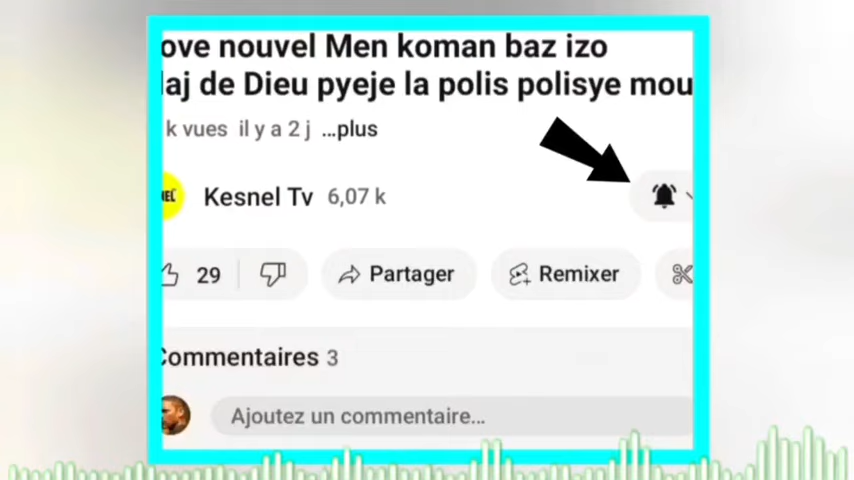 ove nouvel Men koman baz izo
laj de Dieu pyeje la polis polisye mou
k vues il y a 2 j ...plus
Kesnel Tv 6,07 k
29 Partager Remixer
Commentaires 3
Ajoutez un commentaire...